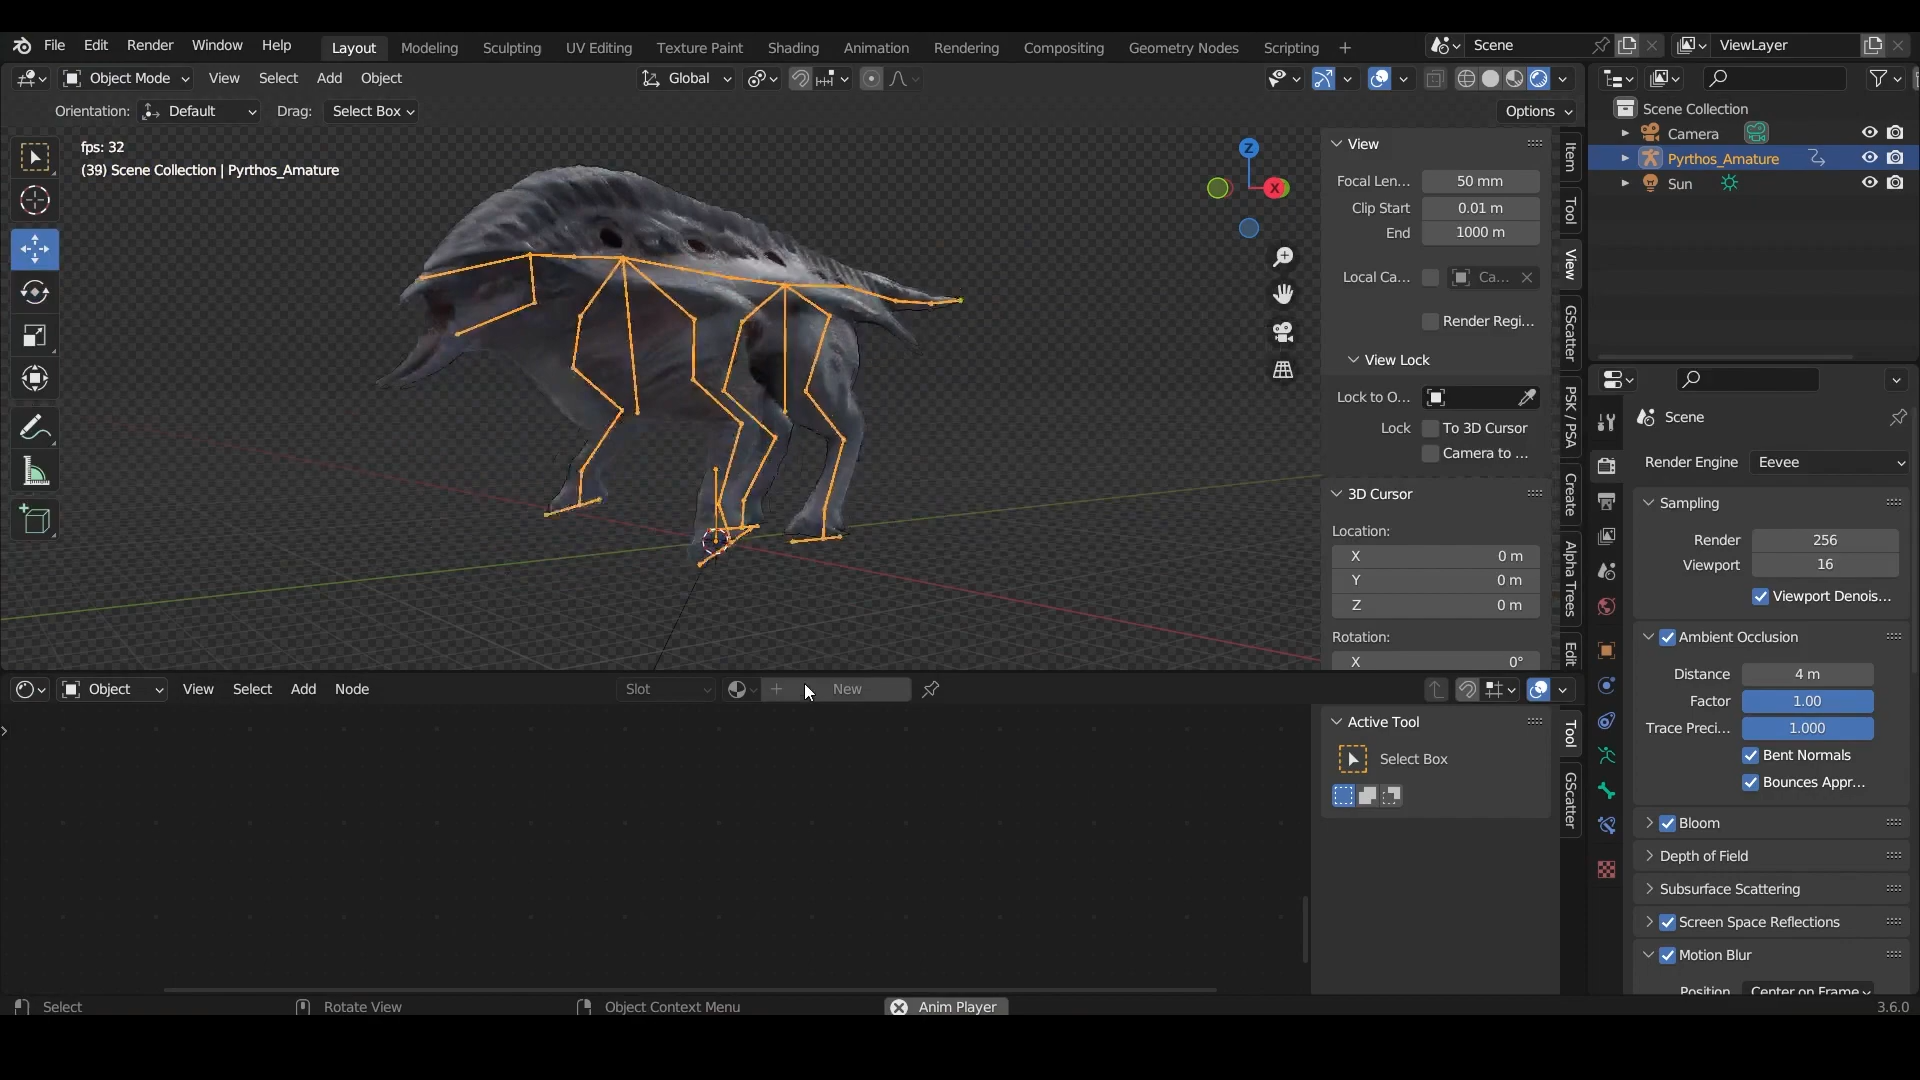 File Edit Render Window Help Layout Modeling Sculpting UV Editing Texture Paint Shading Animation Rendering Compositing Geometry Nodes Scripting + Scene ViewLayer
Object Mode View Select Add Object Global
Orientation: Default Drag: Select Box Options
fps: 32
(39) Scene Collection | Pyrthos_Amature
Z
X
View
Focal Len... 50 mm
Clip Start 0.01 m
End 1000 m
Local Ca... Ca...
Render Regi...
View Lock
Lock to O...
Lock To 3D Cursor
Camera to ...
3D Cursor
Location:
X 0 m
Y 0 m
Z 0 m
Rotation:
X 0°
Item
Tool
View
GScatter
PSK / PSA
Create
Alpha Trees
Edit
Scene Collection
Camera
Pyrthos_Amature
Sun
Scene
Render Engine Eevee
Sampling
Render 256
Viewport 16
Viewport Denois...
Ambient Occlusion
Distance 4 m
Factor 1.00
Trace Preci... 1.000
Bent Normals
Bounces Appr...
Bloom
Depth of Field
Subsurface Scattering
Screen Space Reflections
Motion Blur
Position Center on Frame
Object View Select Add Node Slot New
Active Tool
Select Box
Tool
GScatter
Select Rotate View Object Context Menu Anim Player 3.6.0